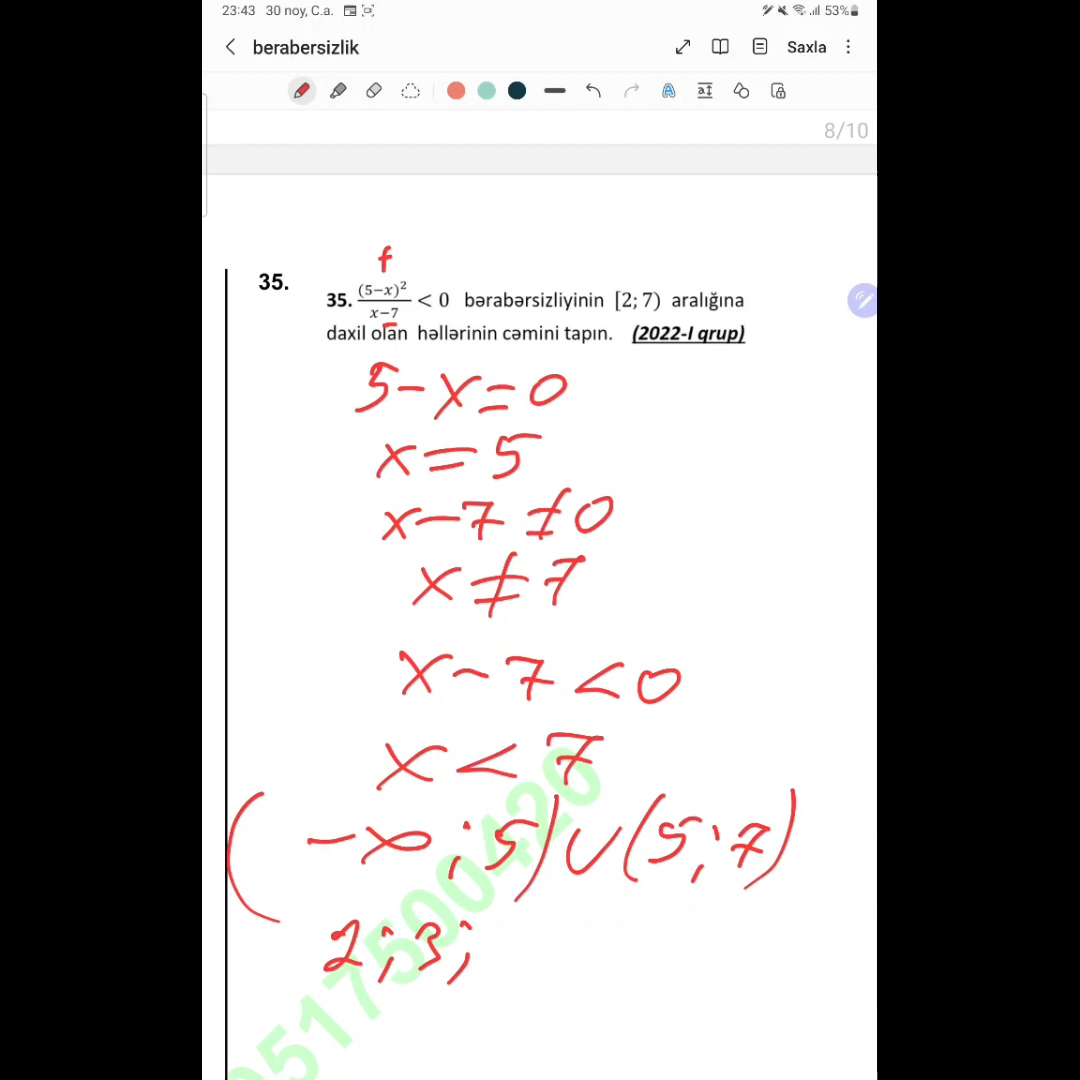 23:43 30 noy, C.a. 53%
berabersizlik Saxla
8/10
35.
35. (5−x)²/(x−7) < 0 bərabərsizliyinin [2; 7) aralığına
daxil olan həllərinin cəmini tapın. (2022-I qrup)
5-x=0
x=5
x-7≠0
x≠7
x-7<0
x<7
(-∞;5)∪(5;7)
2;3;
0517500420